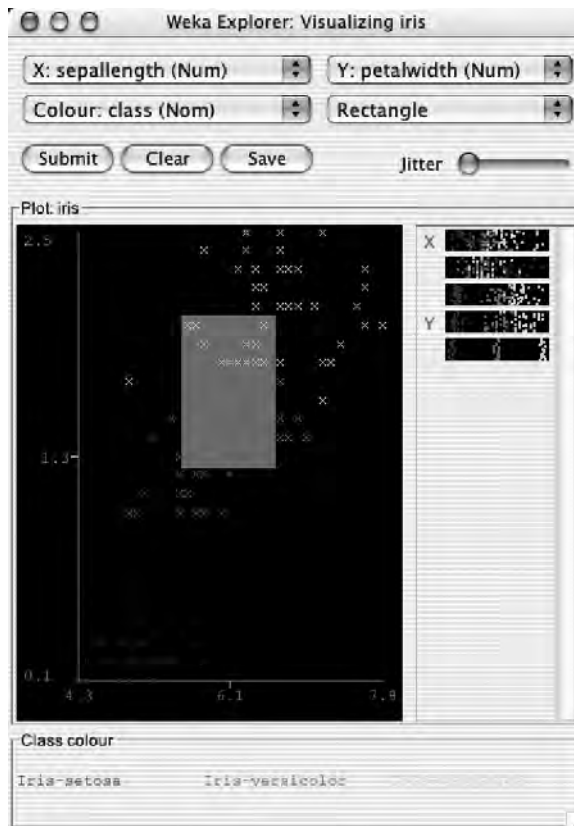 Weka Explorer: Visualizing iris
X: sepallength (Num)
Y: petalwidth (Num)
Colour: class (Nom)
Rectangle
Submit
Clear
Save
Jitter
Plot: iris
2.5
1.3
0.1
4.3
6.1
7.9
X
Y
Class colour
Iris-setosa
Iris-versicolor